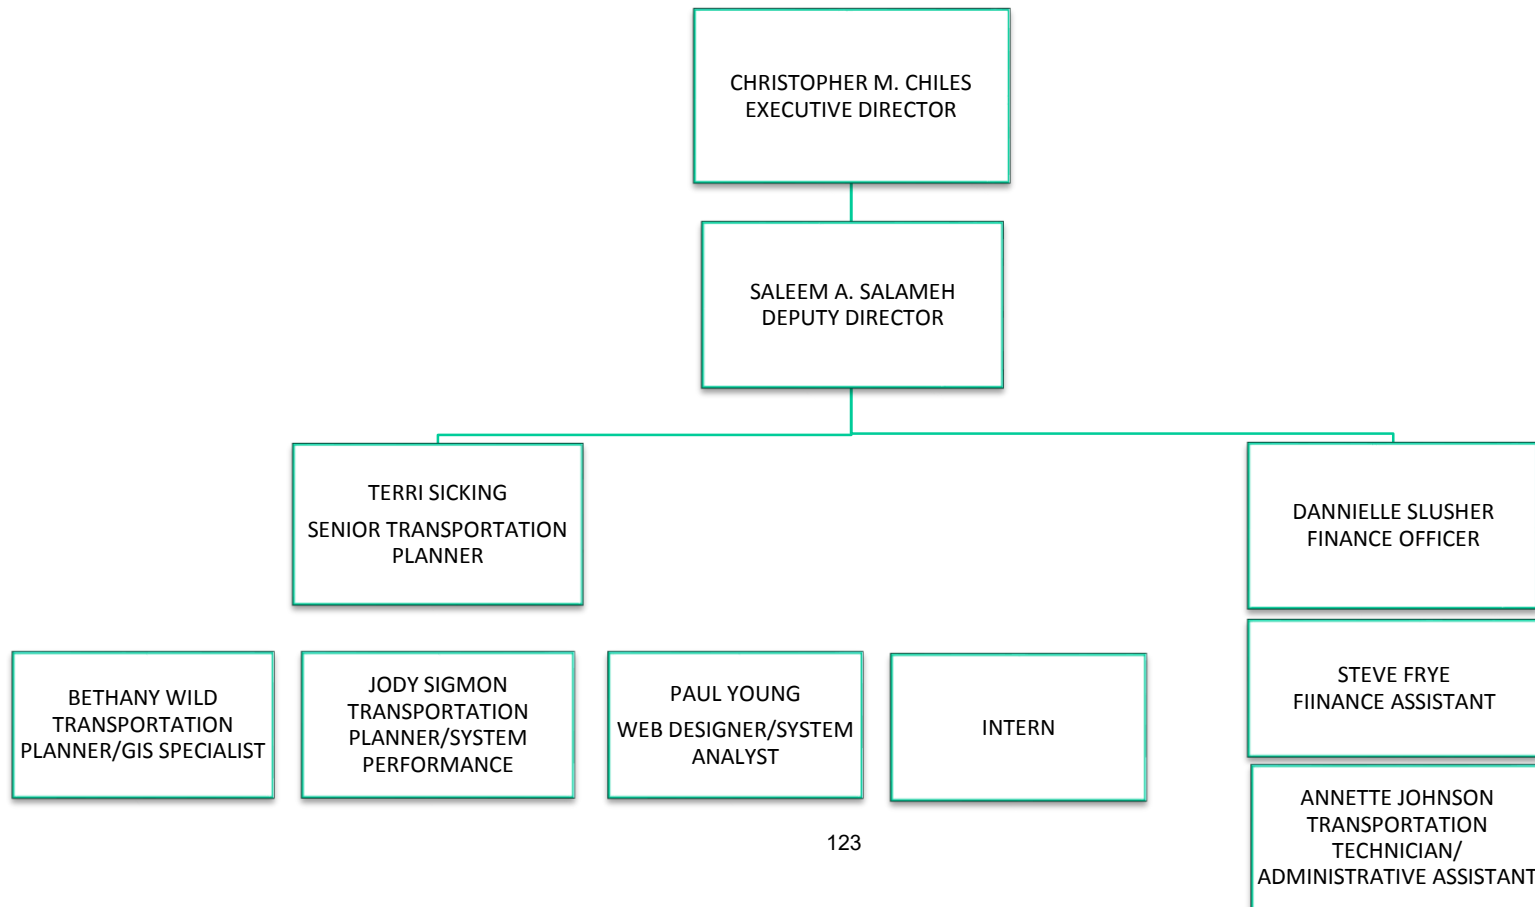 CHRISTOPHER M. CHILES
EXECUTIVE DIRECTOR
SALEEM A. SALAMEH
DEPUTY DIRECTOR
TERRI SICKING
SENIOR TRANSPORTATION
PLANNER
DANNIELLE SLUSHER
FINANCE OFFICER
BETHANY WILD
TRANSPORTATION
PLANNER/GIS SPECIALIST
JODY SIGMON
TRANSPORTATION
PLANNER/SYSTEM
PERFORMANCE
PAUL YOUNG
WEB DESIGNER/SYSTEM
ANALYST
INTERN
STEVE FRYE
FIINANCE ASSISTANT
ANNETTE JOHNSON
TRANSPORTATION
TECHNICIAN/
ADMINISTRATIVE ASSISTANT
123